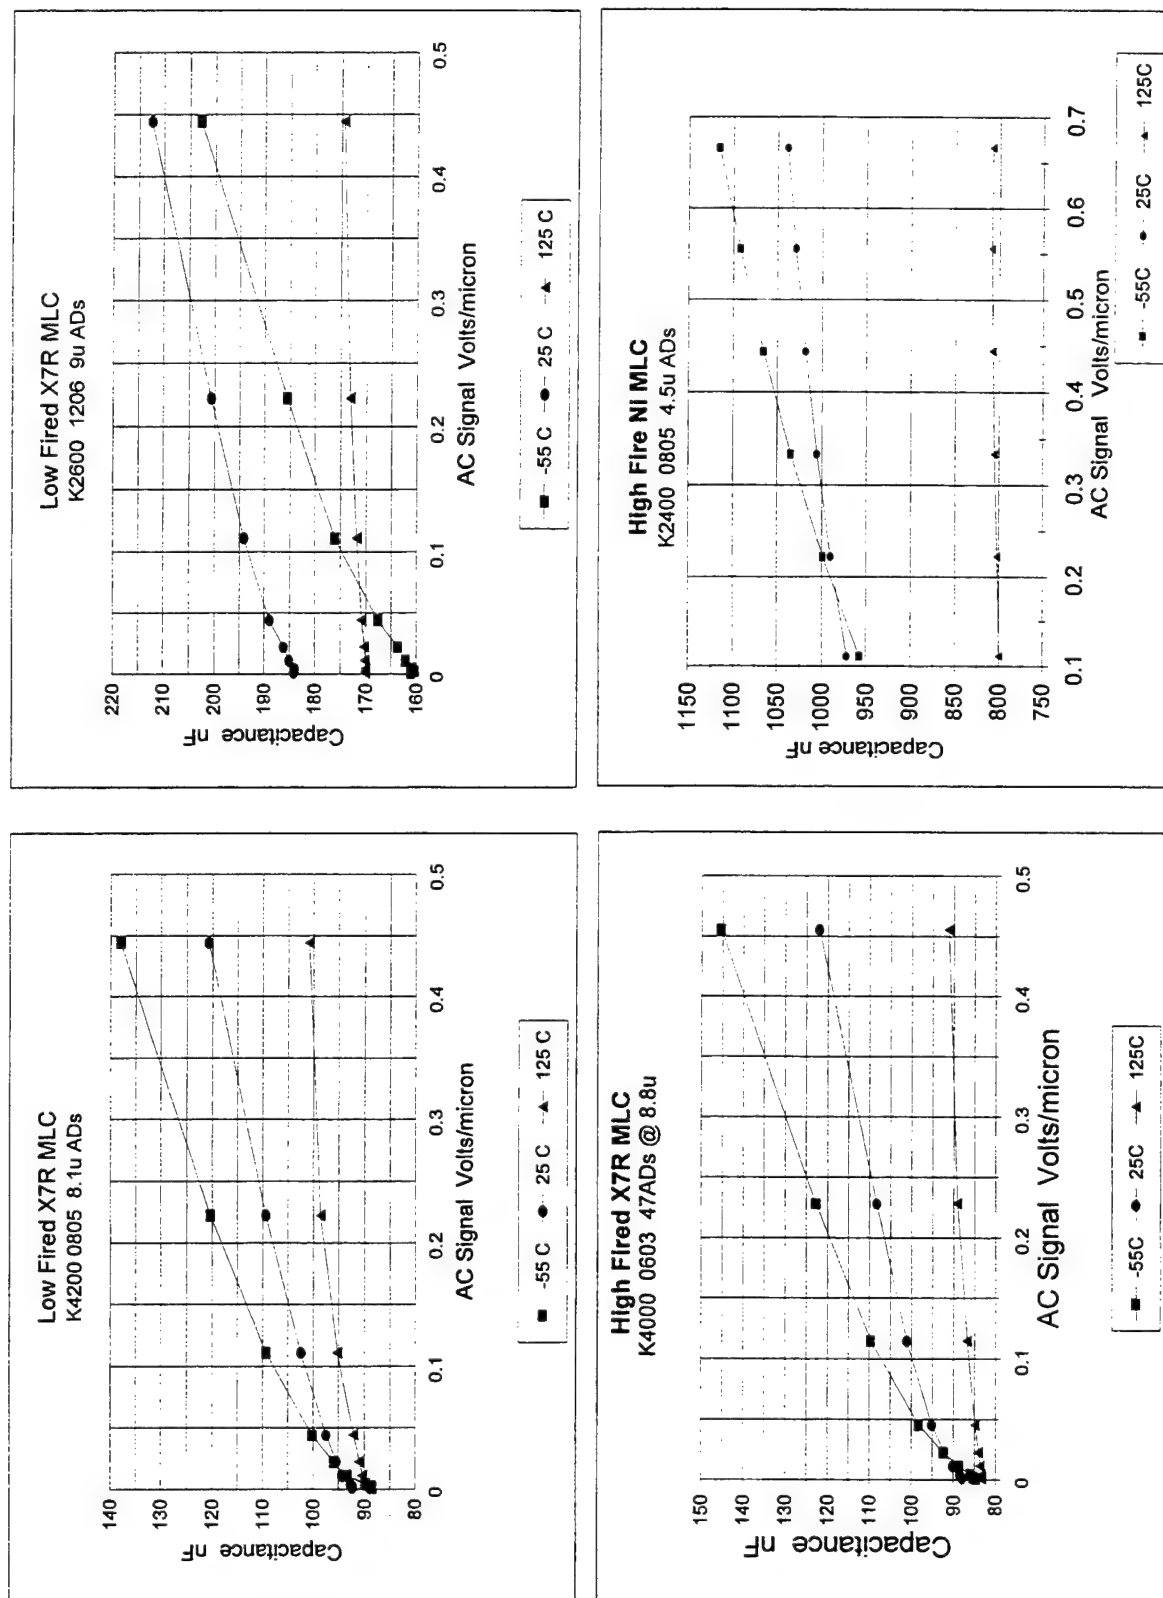 Low Fired X7R MLC
K4200 0805 8.1u ADs
140
130
120
110
100
90
80
Capacitance nF
0
0.1
0.2
0.3
0.4
0.5
AC Signal Volts/micron
-55 C 25 C 125 C
Low Fired X7R MLC
K2600 1206 9u ADs
220
210
200
190
180
170
160
Capacitance nF
0
0.1
0.2
0.3
0.4
0.5
AC Signal Volts/micron
-55 C 25 C 125 C
High Fired X7R MLC
K4000 0603 47ADs @ 8.8u
150
140
130
120
110
100
90
80
Capacitance nF
0
0.1
0.2
0.3
0.4
0.5
AC Signal Volts/micron
-55C 25C 125C
High Fire Ni MLC
K2400 0805 4.5u ADs
1150
1100
1050
1000
950
900
850
800
750
Capacitance nF
0.1
0.2
0.3
0.4
0.5
0.6
0.7
AC Signal Volts/micron
-55C 25C 125C